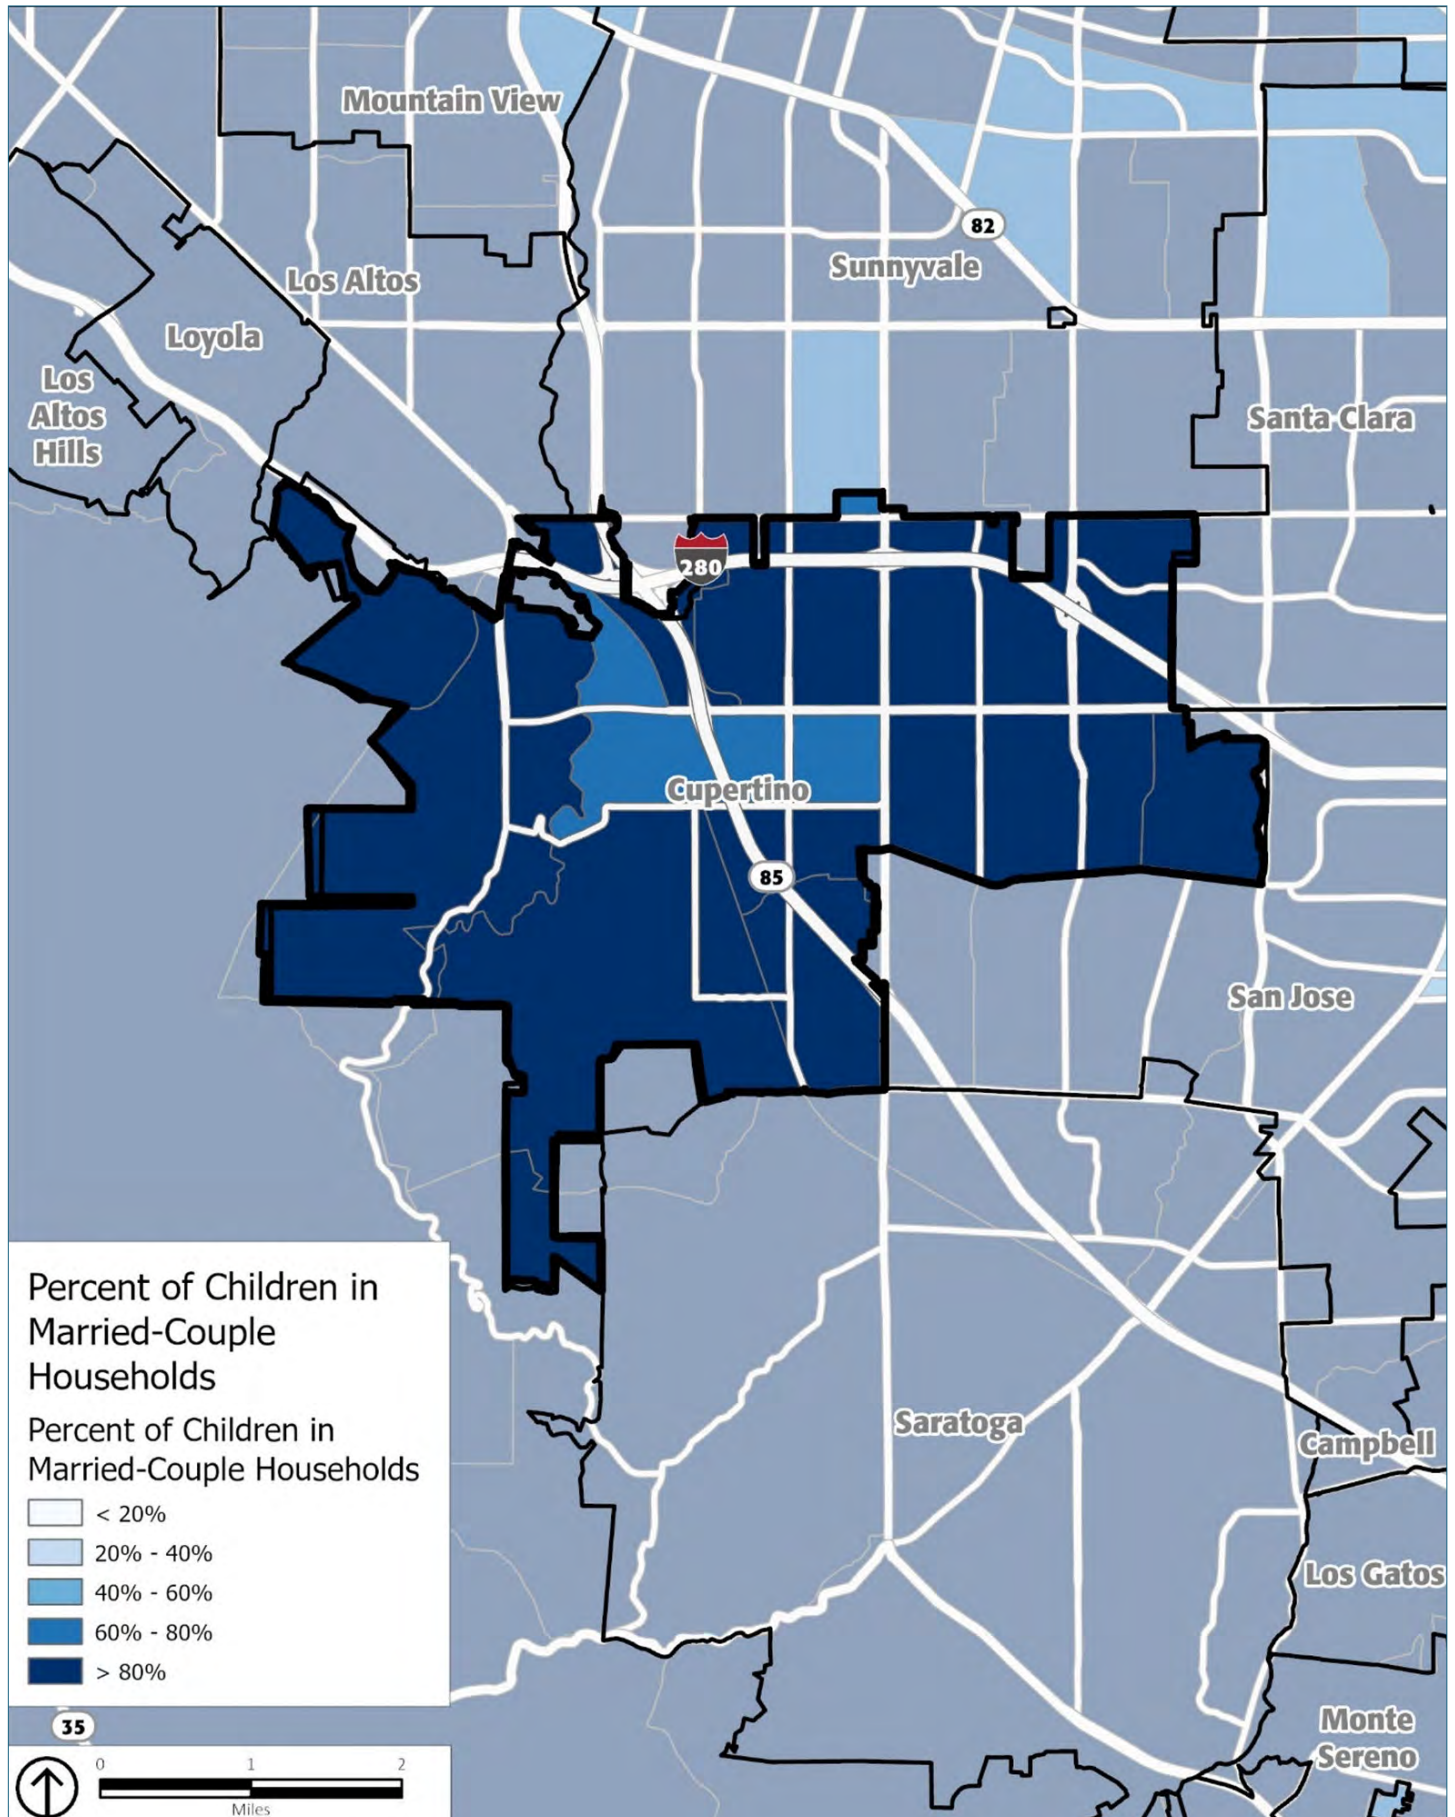 Mountain View
82
Sunnyvale
Los Altos
Loyola
Los
Altos
Hills
Santa Clara
280
Cupertino
85
San Jose
Percent of Children in
Married-Couple
Households
Percent of Children in
Married-Couple Households
< 20%
20% - 40%
40% - 60%
60% - 80%
> 80%
Saratoga
Campbell
Los Gatos
Monte
Sereno
35
0 1 2
Miles